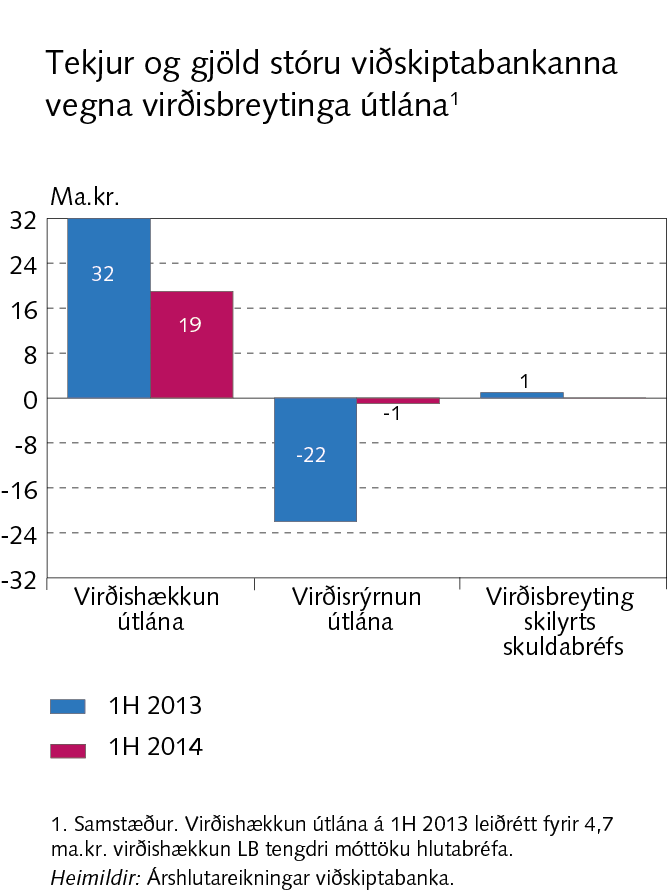 Tekjur og gjöld stóru viðskiptabankanna
vegna virðisbreytinga útlána¹
Ma.kr.
32
24
16
8
0
-8
-16
-24
-32
32
19
-22
-1
1
Virðishækkun
útlána
Virðisrýrnun
útlána
Virðisbreyting
skilyrts
skuldabréfs
1H 2013
1H 2014
1. Samstæður. Virðishækkun útlána á 1H 2013 leiðrétt fyrir 4,7
ma.kr. virðishækkun LB tengdri móttöku hlutabréfa.
Heimildir: Árshlutareikningar viðskiptabanka.